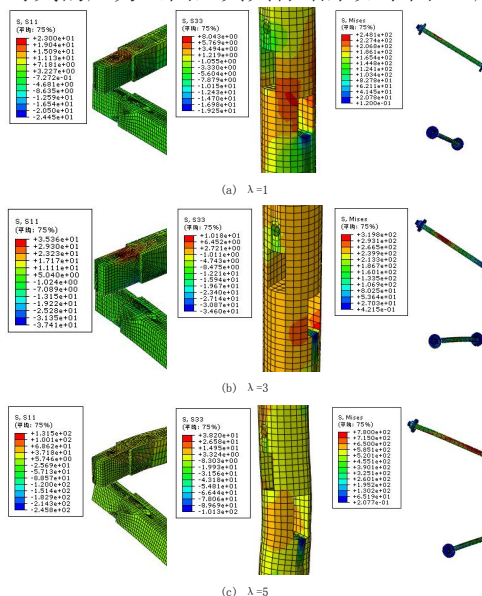 S, S11
(平均: 75%)
+2.300e+01
+1.904e+01
+1.509e+01
+1.113e+01
+7.181e+00
+3.227e+00
-7.272e-01
-4.681e+00
-8.635e+00
-1.259e+01
-1.654e+01
-2.050e+01
-2.445e+01
S, S33
(平均: 75%)
+8.043e+00
+5.769e+00
+3.494e+00
+1.219e+00
-1.055e+00
-3.330e+00
-5.604e+00
-7.879e+00
-1.015e+01
-1.243e+01
-1.470e+01
-1.698e+01
-1.925e+01
S, Mises
(平均: 75%)
+2.481e+02
+2.274e+02
+2.068e+02
+1.861e+02
+1.654e+02
+1.448e+02
+1.241e+02
+1.034e+02
+8.278e+01
+6.211e+01
+4.145e+01
+2.078e+01
+1.200e-01
(a) λ=1
S, S11
(平均: 75%)
+3.536e+01
+2.930e+01
+2.323e+01
+1.717e+01
+1.111e+01
+5.040e+00
-1.024e+00
-7.089e+00
-1.315e+01
-1.922e+01
-2.528e+01
-3.135e+01
-3.741e+01
S, S33
(平均: 75%)
+1.018e+01
+6.452e+00
+2.721e+00
-1.011e+00
-4.743e+00
-8.475e+00
-1.221e+01
-1.594e+01
-1.967e+01
-2.340e+01
-2.714e+01
-3.087e+01
-3.460e+01
S, Mises
(平均: 75%)
+3.198e+02
+2.931e+02
+2.665e+02
+2.399e+02
+2.133e+02
+1.867e+02
+1.601e+02
+1.335e+02
+1.069e+02
+8.025e+01
+5.364e+01
+2.703e+01
+4.215e-01
(b) λ=3
S, S11
(平均: 75%)
+1.315e+02
+1.001e+02
+6.862e+01
+3.718e+01
+5.746e+00
-2.569e+01
-5.713e+01
-8.857e+01
-1.200e+02
-1.514e+02
-1.829e+02
-2.143e+02
-2.458e+02
S, S33
(平均: 75%)
+3.820e+01
+2.658e+01
+1.495e+01
+3.324e+00
-8.303e+00
-1.993e+01
-3.156e+01
-4.318e+01
-5.481e+01
-6.644e+01
-7.806e+01
-8.969e+01
-1.013e+02
S, Mises
(平均: 75%)
+7.800e+02
+7.150e+02
+6.500e+02
+5.851e+02
+5.201e+02
+4.551e+02
+3.901e+02
+3.251e+02
+2.601e+02
+1.952e+02
+1.302e+02
+6.519e+01
+2.077e-01
(c) λ=5